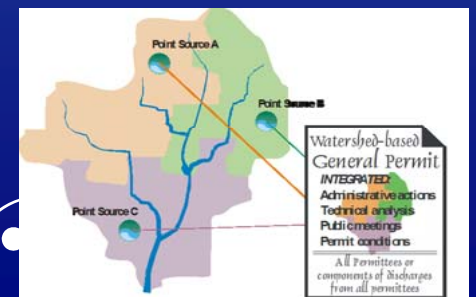 Point Source A
Point Source B
Point Source C
Watershed-based
General Permit
INTEGRATED:
Administrative actions
Technical analysis
Public meetings
Permit conditions
All Permittees or
components of discharges
from all permittees